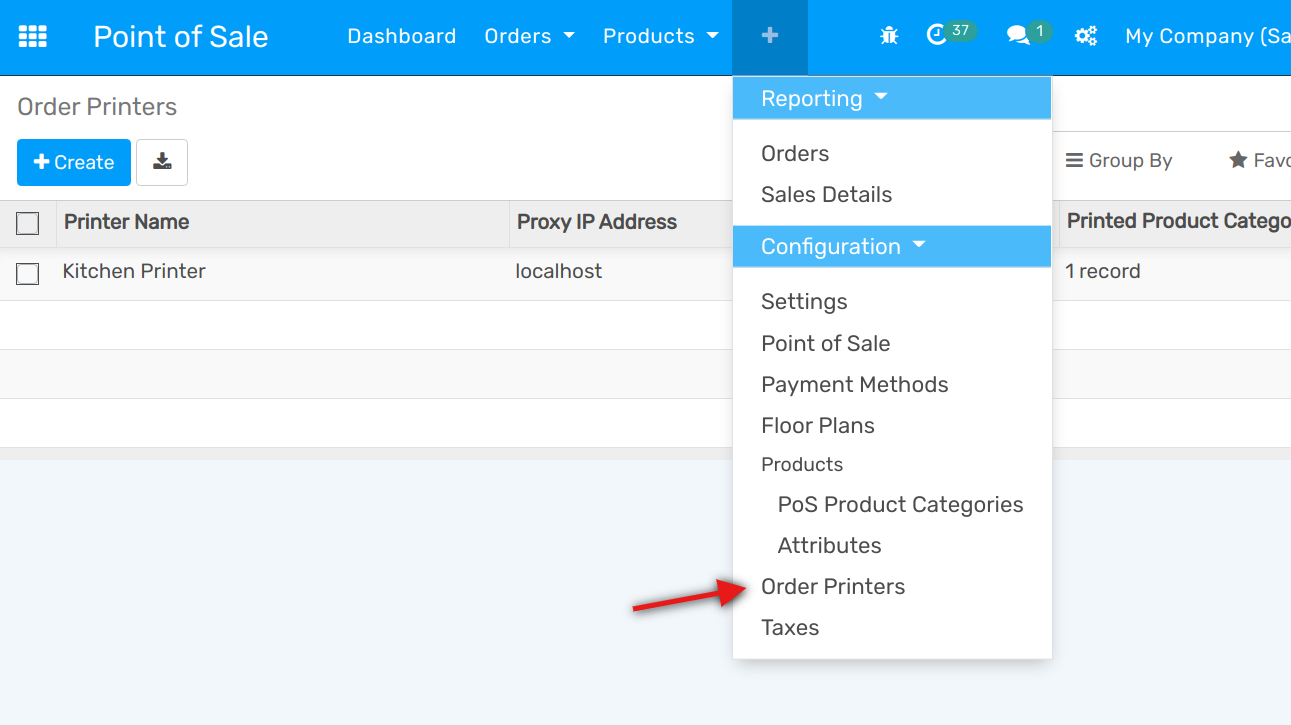 Point of Sale Dashboard Orders Products + 37 1 My Company (Sa
Order Printers
Create
Group By
Favo
Printer Name Proxy IP Address Printed Product Catego
Kitchen Printer localhost 1 record
Reporting
Orders
Sales Details
Configuration
Settings
Point of Sale
Payment Methods
Floor Plans
Products
PoS Product Categories
Attributes
Order Printers
Taxes